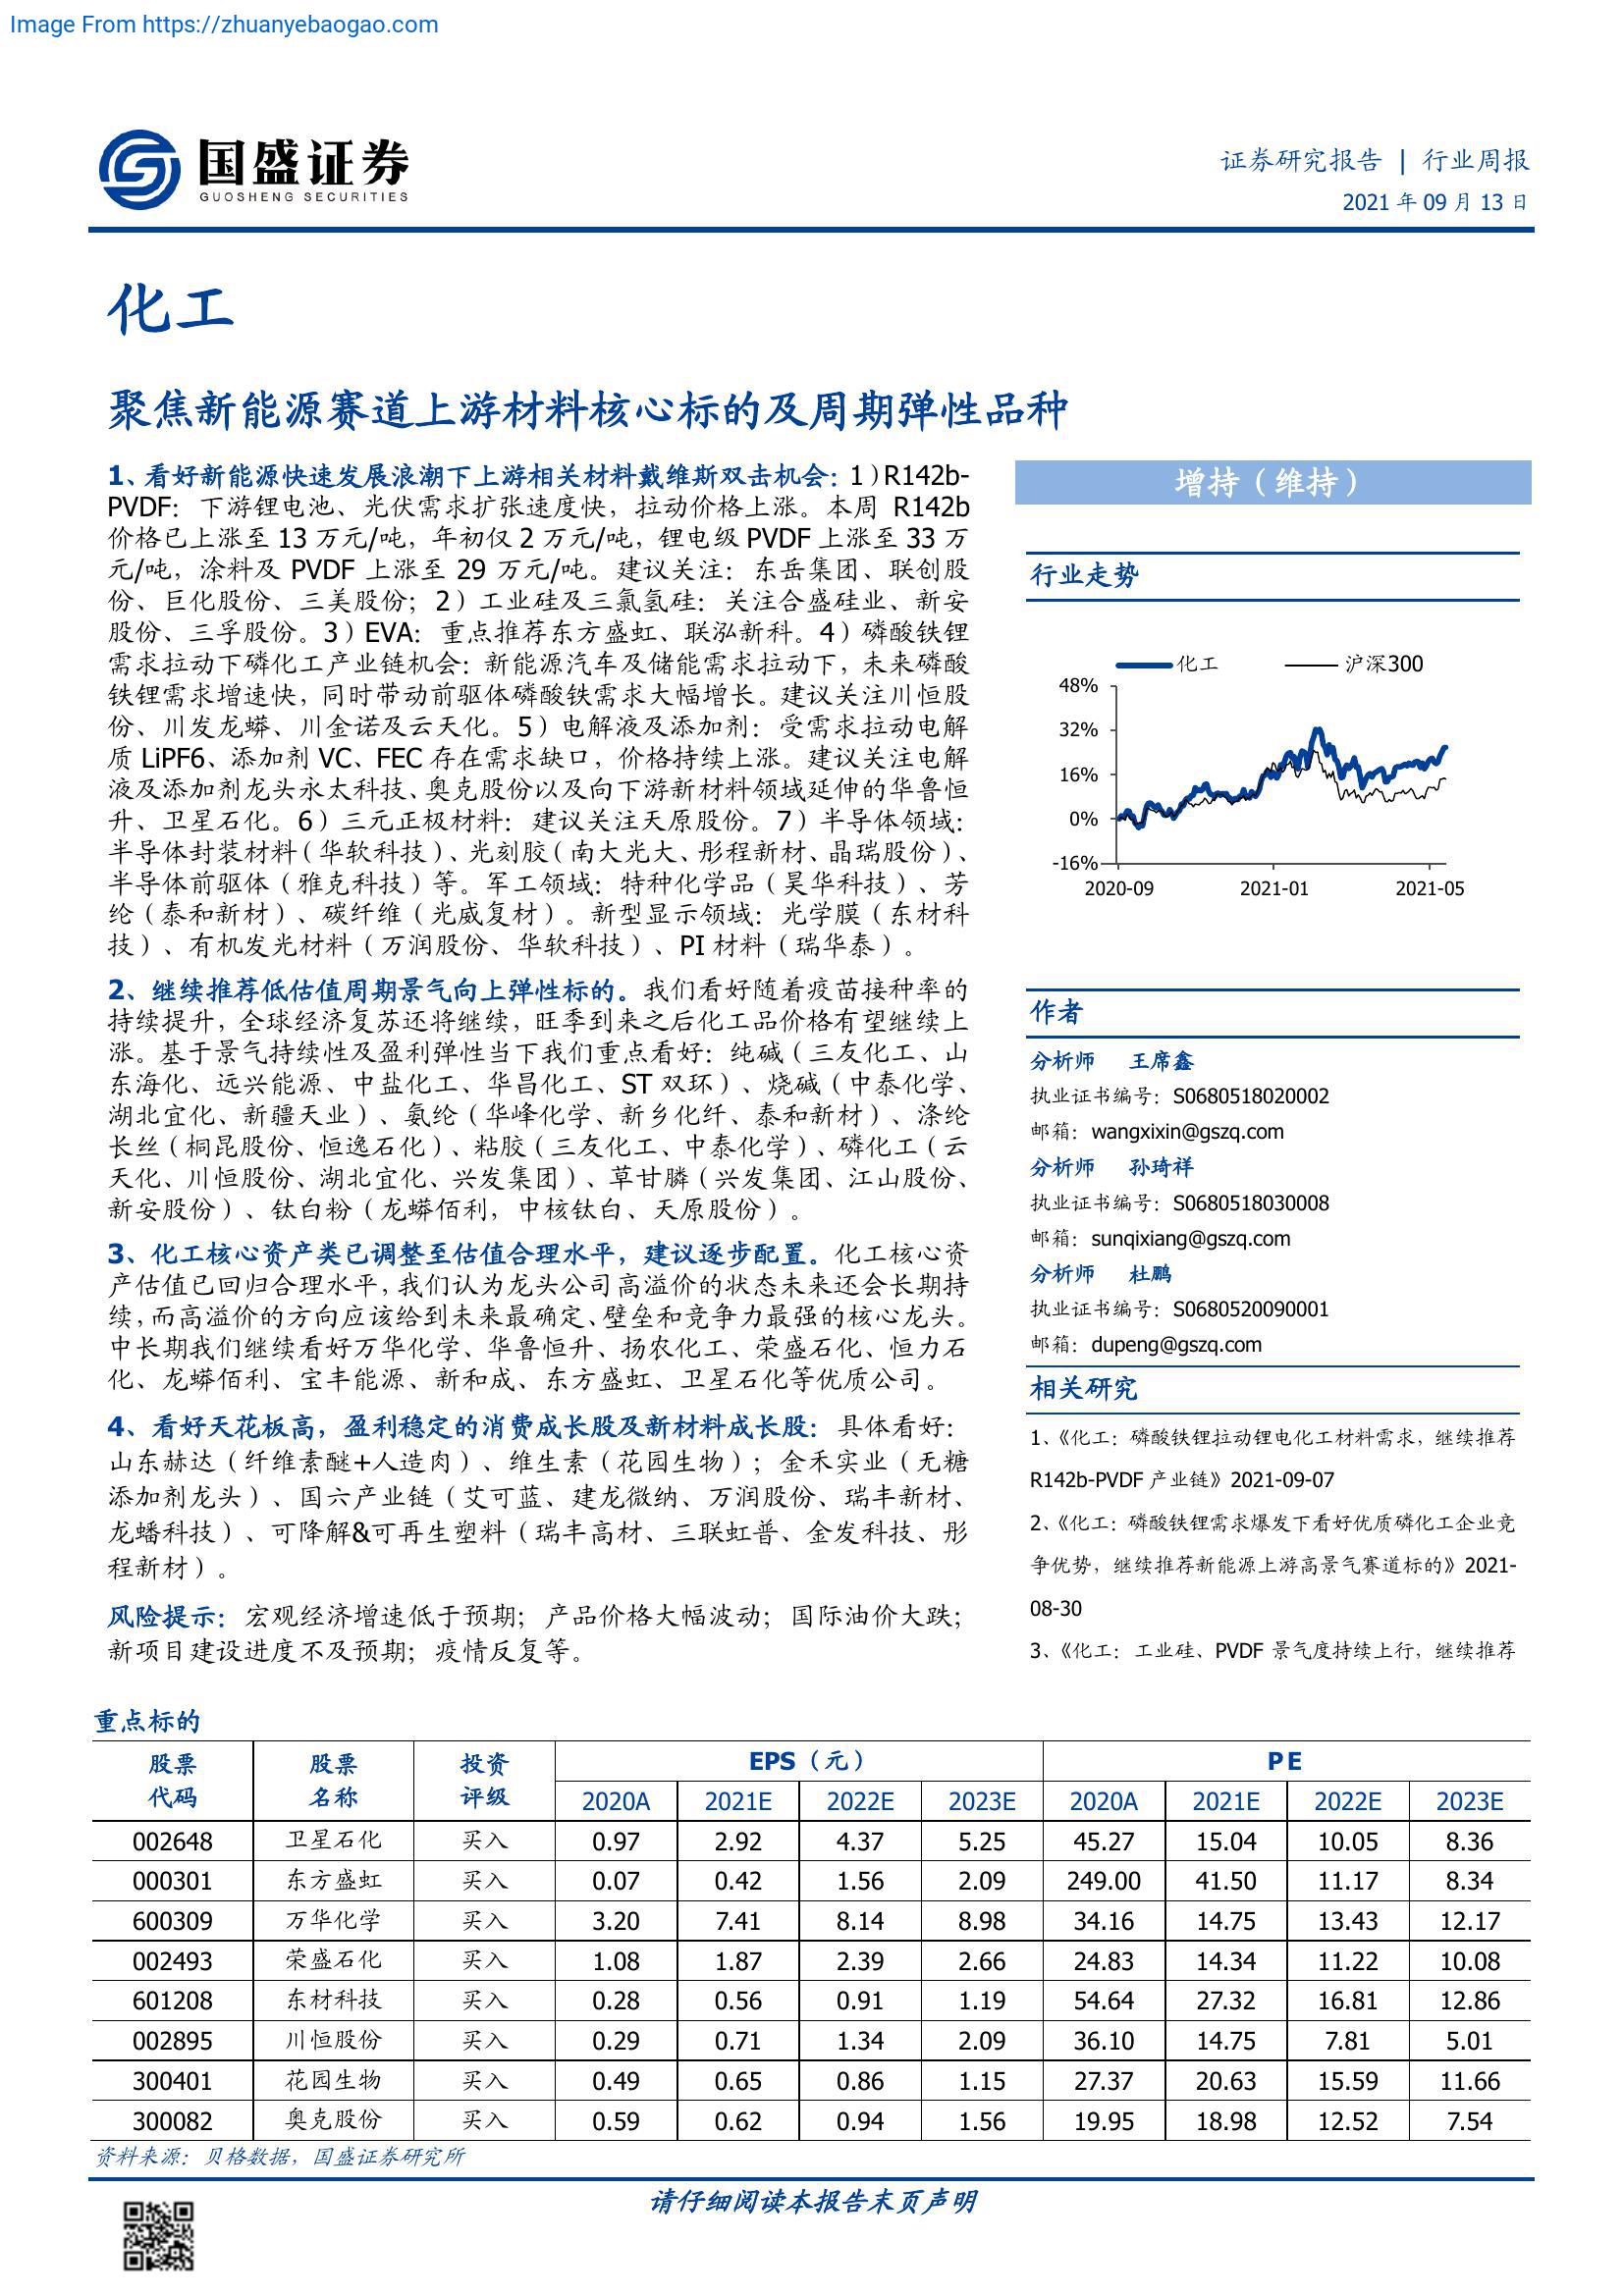 Image From https://zhuanyebaogao.com
国盛证券
GUOSHENG SECURITIES
证券研究报告 | 行业周报
2021 年 09 月 13 日
化工
聚焦新能源赛道上游材料核心标的及周期弹性品种
1、看好新能源快速发展浪潮下上游相关材料戴维斯双击机会：1）R142b-
PVDF：下游锂电池、光伏需求扩张速度快，拉动价格上涨。本周 R142b
价格已上涨至 13 万元/吨，年初仅 2 万元/吨，锂电级 PVDF 上涨至 33 万
元/吨，涂料及 PVDF 上涨至 29 万元/吨。建议关注：东岳集团、联创股
份、巨化股份、三美股份；2）工业硅及三氯氢硅：关注合盛硅业、新安
股份、三孚股份。3）EVA：重点推荐东方盛虹、联泓新科。4）磷酸铁锂
需求拉动下磷化工产业链机会：新能源汽车及储能需求拉动下，未来磷酸
铁锂需求增速快，同时带动前驱体磷酸铁需求大幅增长。建议关注川恒股
份、川发龙蟒、川金诺及云天化。5）电解液及添加剂：受需求拉动电解
质 LiPF6、添加剂 VC、FEC 存在需求缺口，价格持续上涨。建议关注电解
液及添加剂龙头永太科技、奥克股份以及向下游新材料领域延伸的华鲁恒
升、卫星石化。6）三元正极材料：建议关注天原股份。7）半导体领域：
半导体封装材料（华软科技）、光刻胶（南大光大、彤程新材、晶瑞股份）、
半导体前驱体（雅克科技）等。军工领域：特种化学品（昊华科技）、芳
纶（泰和新材）、碳纤维（光威复材）。新型显示领域：光学膜（东材科
技）、有机发光材料（万润股份、华软科技）、PI 材料（瑞华泰）。
2、继续推荐低估值周期景气向上弹性标的。我们看好随着疫苗接种率的
持续提升，全球经济复苏还将继续，旺季到来之后化工品价格有望继续上
涨。基于景气持续性及盈利弹性当下我们重点看好：纯碱（三友化工、山
东海化、远兴能源、中盐化工、华昌化工、ST 双环）、烧碱（中泰化学、
湖北宜化、新疆天业）、氨纶（华峰化学、新乡化纤、泰和新材）、涤纶
长丝（桐昆股份、恒逸石化）、粘胶（三友化工、中泰化学）、磷化工（云
天化、川恒股份、湖北宜化、兴发集团）、草甘膦（兴发集团、江山股份、
新安股份）、钛白粉（龙蟒佰利，中核钛白、天原股份）。
3、化工核心资产类已调整至估值合理水平，建议逐步配置。化工核心资
产估值已回归合理水平，我们认为龙头公司高溢价的状态未来还会长期持
续，而高溢价的方向应该给到未来最确定、壁垒和竞争力最强的核心龙头。
中长期我们继续看好万华化学、华鲁恒升、扬农化工、荣盛石化、恒力石
化、龙蟒佰利、宝丰能源、新和成、东方盛虹、卫星石化等优质公司。
4、看好天花板高，盈利稳定的消费成长股及新材料成长股：具体看好：
山东赫达（纤维素醚+人造肉）、维生素（花园生物）；金禾实业（无糖
添加剂龙头）、国六产业链（艾可蓝、建龙微纳、万润股份、瑞丰新材、
龙蟠科技）、可降解&可再生塑料（瑞丰高材、三联虹普、金发科技、彤
程新材）。
风险提示：宏观经济增速低于预期；产品价格大幅波动；国际油价大跌；
新项目建设进度不及预期；疫情反复等。
增持（维持）
行业走势
化工 沪深300
48%
32%
16%
0%
-16%
2020-09 2021-01 2021-05
作者
分析师 王席鑫
执业证书编号：S0680518020002
邮箱：wangxixin@gszq.com
分析师 孙琦祥
执业证书编号：S0680518030008
邮箱：sunqixiang@gszq.com
分析师 杜鹏
执业证书编号：S0680520090001
邮箱：dupeng@gszq.com
相关研究
1、《化工：磷酸铁锂拉动锂电化工材料需求，继续推荐
R142b-PVDF 产业链》2021-09-07
2、《化工：磷酸铁锂需求爆发下看好优质磷化工企业竞
争优势，继续推荐新能源上游高景气赛道标的》2021-
08-30
3、《化工：工业硅、PVDF 景气度持续上行，继续推荐
重点标的
股票 股票 投资 EPS（元） PE
代码 名称 评级 2020A 2021E 2022E 2023E 2020A 2021E 2022E 2023E
002648 卫星石化 买入 0.97 2.92 4.37 5.25 45.27 15.04 10.05 8.36
000301 东方盛虹 买入 0.07 0.42 1.56 2.09 249.00 41.50 11.17 8.34
600309 万华化学 买入 3.20 7.41 8.14 8.98 34.16 14.75 13.43 12.17
002493 荣盛石化 买入 1.08 1.87 2.39 2.66 24.83 14.34 11.22 10.08
601208 东材科技 买入 0.28 0.56 0.91 1.19 54.64 27.32 16.81 12.86
002895 川恒股份 买入 0.29 0.71 1.34 2.09 36.10 14.75 7.81 5.01
300401 花园生物 买入 0.49 0.65 0.86 1.15 27.37 20.63 15.59 11.66
300082 奥克股份 买入 0.59 0.62 0.94 1.56 19.95 18.98 12.52 7.54
资料来源：贝格数据，国盛证券研究所
请仔细阅读本报告末页声明